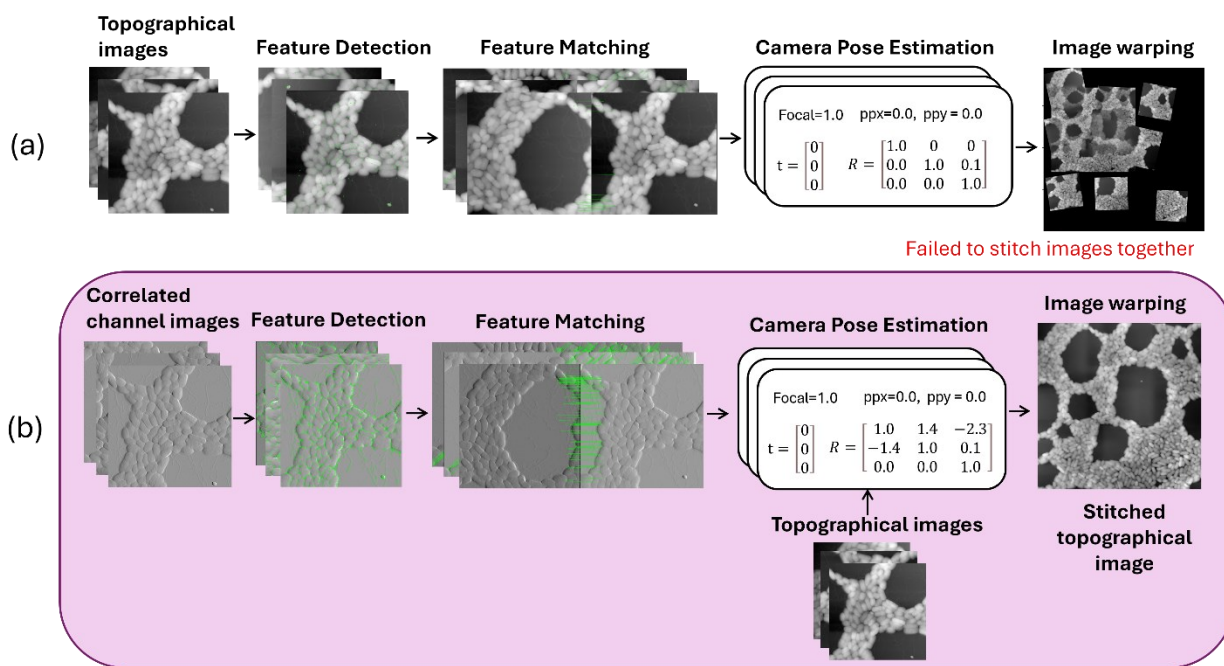 Topographical
images
Feature Detection
Feature Matching
Camera Pose Estimation
Image warping
(a)
Focal=1.0 ppx=0.0, ppy = 0.0
t = [0 0 0] R = [1.0 0 0
0.0 1.0 0.1
0.0 0.0 1.0]
Failed to stitch images together
Correlated
channel images
Feature Detection
Feature Matching
Camera Pose Estimation
Image warping
(b)
Focal=1.0 ppx=0.0, ppy = 0.0
t = [0 0 0] R = [1.0 1.4 −2.3
−1.4 1.0 0.1
0.0 0.0 1.0]
Topographical images
Stitched
topographical
image